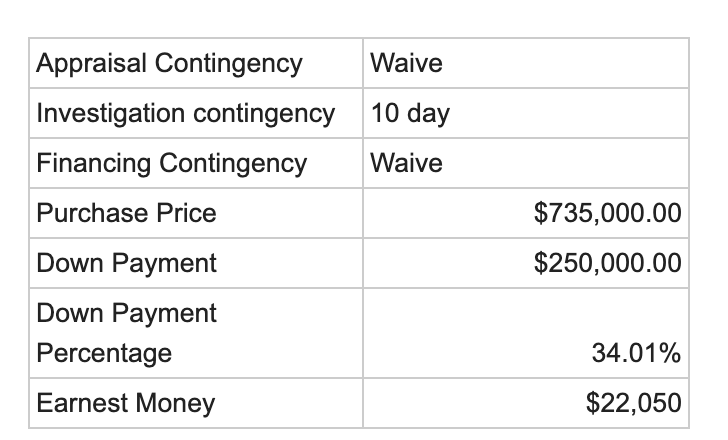 Appraisal Contingency Waive
Investigation contingency 10 day
Financing Contingency Waive
Purchase Price $735,000.00
Down Payment $250,000.00
Down Payment
Percentage 34.01%
Earnest Money $22,050